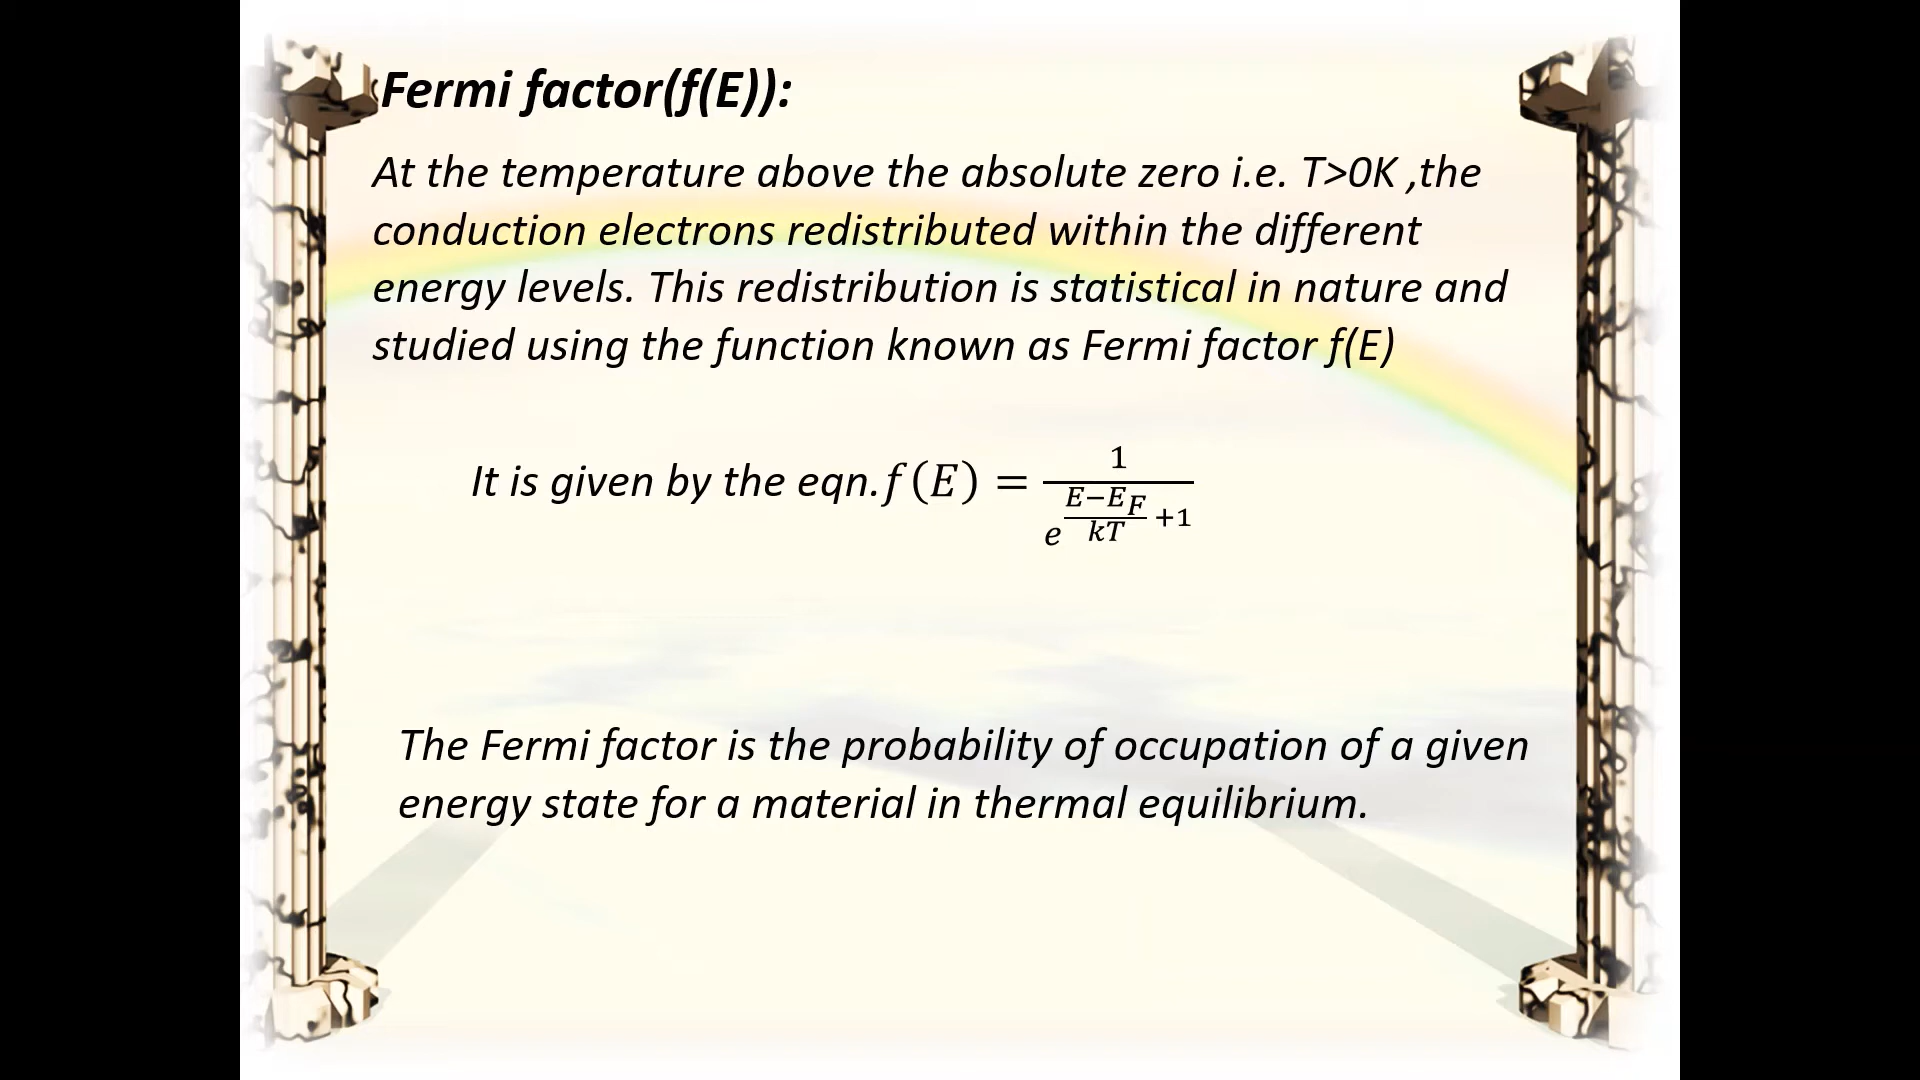 Fermi factor(f(E)):
At the temperature above the absolute zero i.e. T>0K ,the
conduction electrons redistributed within the different
energy levels. This redistribution is statistical in nature and
studied using the function known as Fermi factor f(E)
It is given by the eqn. $f(E) = \frac{1}{e^{\frac{E-E_F}{kT}+1}}$
The Fermi factor is the probability of occupation of a given
energy state for a material in thermal equilibrium.